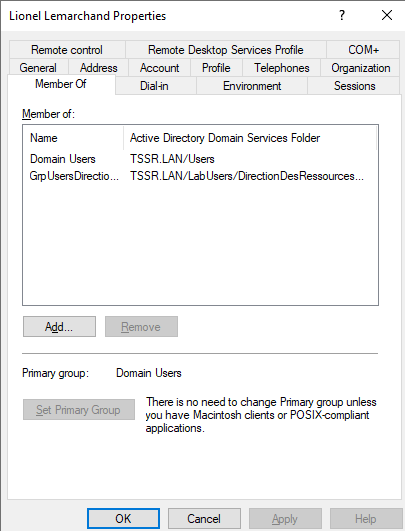 Lionel Lemarchand Properties
?
Remote control Remote Desktop Services Profile COM+
General Address Account Profile Telephones Organization
Member Of Dial-in Environment Sessions
Member of:
Name Active Directory Domain Services Folder
Domain Users TSSR.LAN/Users
GrpUsersDirectio... TSSR.LAN/LabUsers/DirectionDesRessources...
Add... Remove
Primary group: Domain Users
Set Primary Group
There is no need to change Primary group unless
you have Macintosh clients or POSIX-compliant
applications.
OK Cancel Apply Help